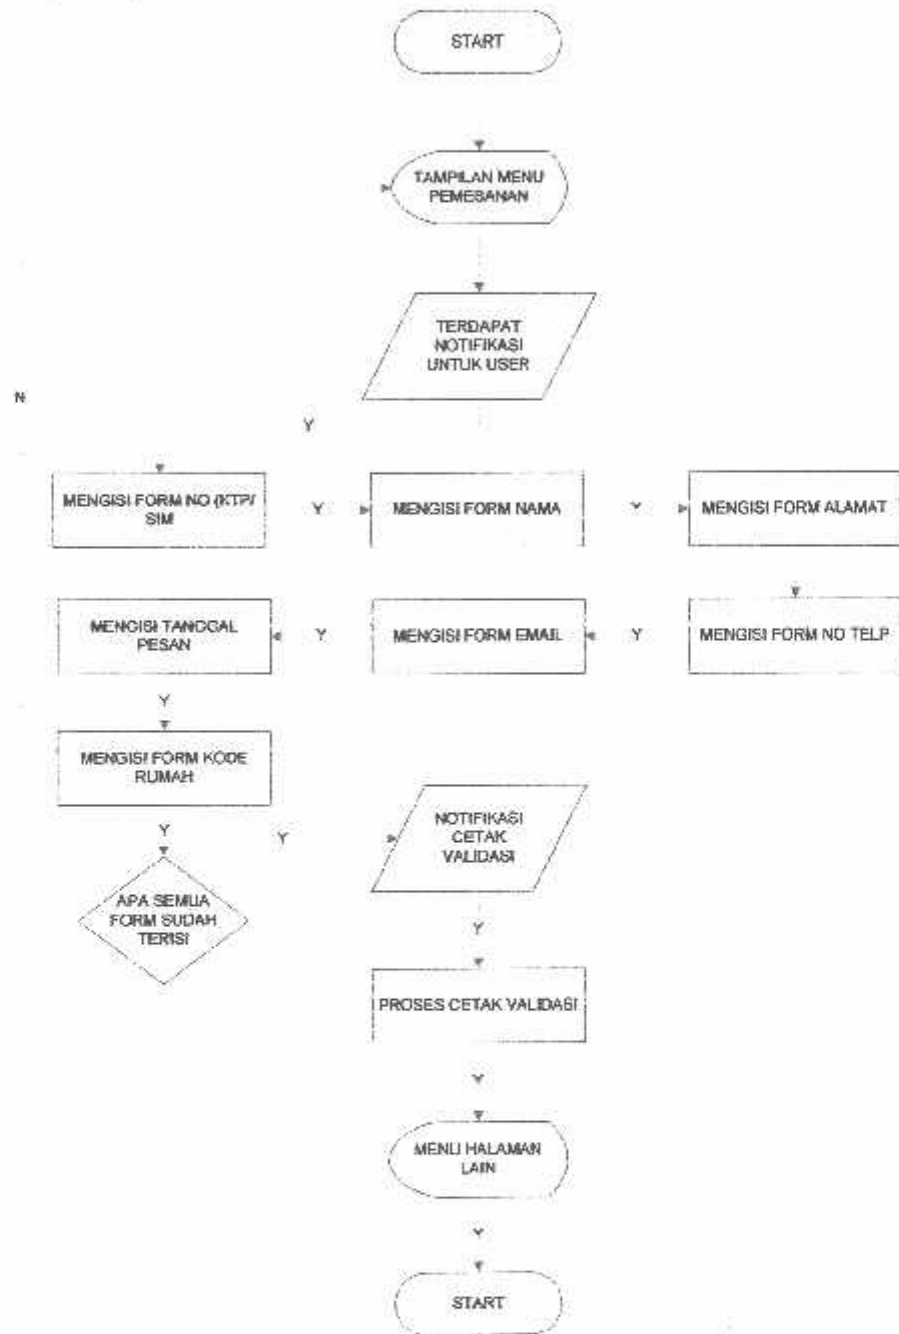 START
TAMPILAN MENU
PEMESANAN
TERDAPAT
NOTIFIKASI
UNTUK USER
N
Y
MENGISI FORM NO (KTP/
SIM
Y
MENGISI FORM NAMA
Y
MENGISI FORM ALAMAT
MENGISI TANGGAL
PESAN
Y
MENGISI FORM EMAIL
Y
MENGISI FORM NO TELP
Y
MENGISI FORM KODE
RUMAH
Y
Y
NOTIFIKASI
CETAK
VALIDASI
APA SEMUA
FORM SUDAH
TERISI
Y
PROSES CETAK VALIDASI
Y
MENU HALAMAN
LAIN
Y
START